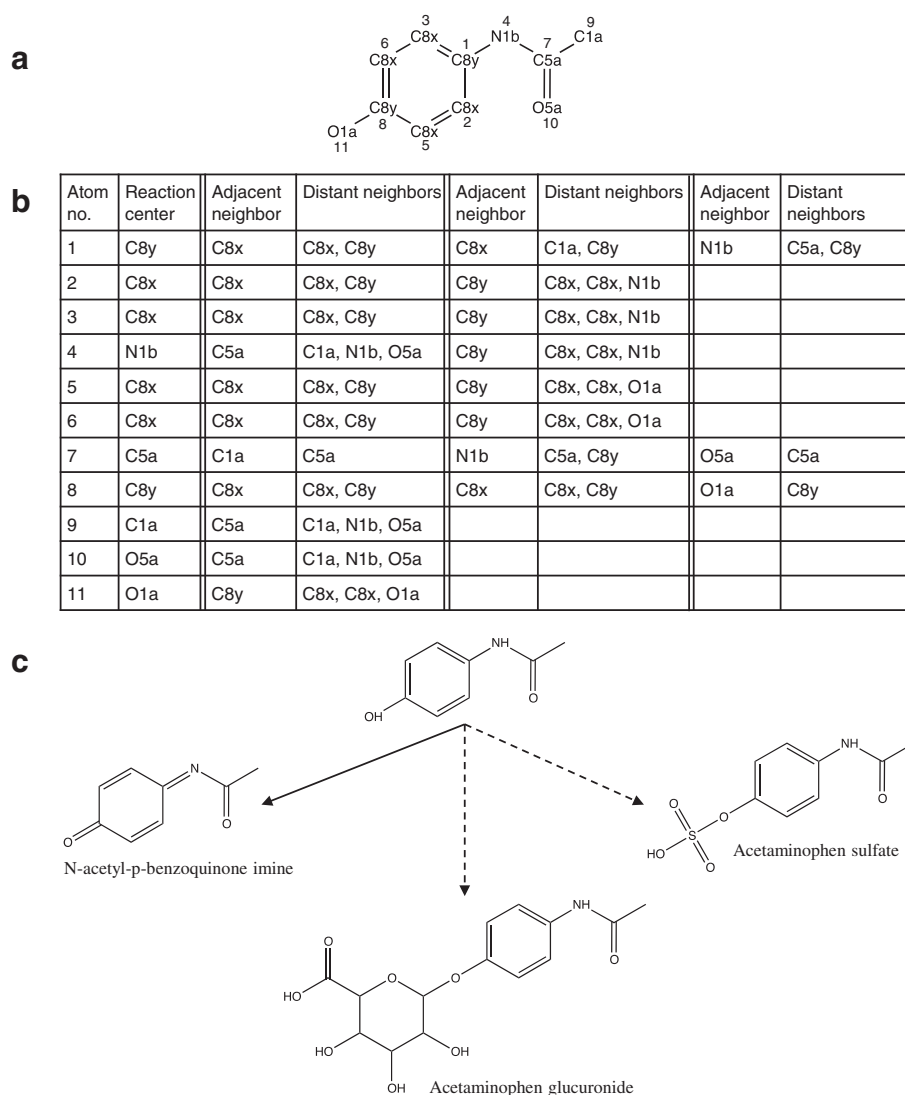 a
3 4 9
C8x N1b C1a
6 1 7
C8x C8y C5a
C8y C8x O5a
O1a 8 C8x 2 10
11 5
b
Atom no. Reaction center Adjacent neighbor Distant neighbors Adjacent neighbor Distant neighbors Adjacent neighbor Distant neighbors
1 C8y C8x C8x, C8y C8x C1a, C8y N1b C5a, C8y
2 C8x C8x C8x, C8y C8y C8x, C8x, N1b
3 C8x C8x C8x, C8y C8y C8x, C8x, N1b
4 N1b C5a C1a, N1b, O5a C8y C8x, C8x, N1b
5 C8x C8x C8x, C8y C8y C8x, C8x, O1a
6 C8x C8x C8x, C8y C8y C8x, C8x, O1a
7 C5a C1a C5a N1b C5a, C8y O5a C5a
8 C8y C8x C8x, C8y C8x C8x, C8y O1a C8y
9 C1a C5a C1a, N1b, O5a
10 O5a C5a C1a, N1b, O5a
11 O1a C8y C8x, C8x, O1a
c
NH
O
OH
N
O
O
N-acetyl-p-benzoquinone imine
NH
O
O
O
S
HO
O
Acetaminophen sulfate
NH
O
O
O
O
HO
HO
OH
OH
Acetaminophen glucuronide